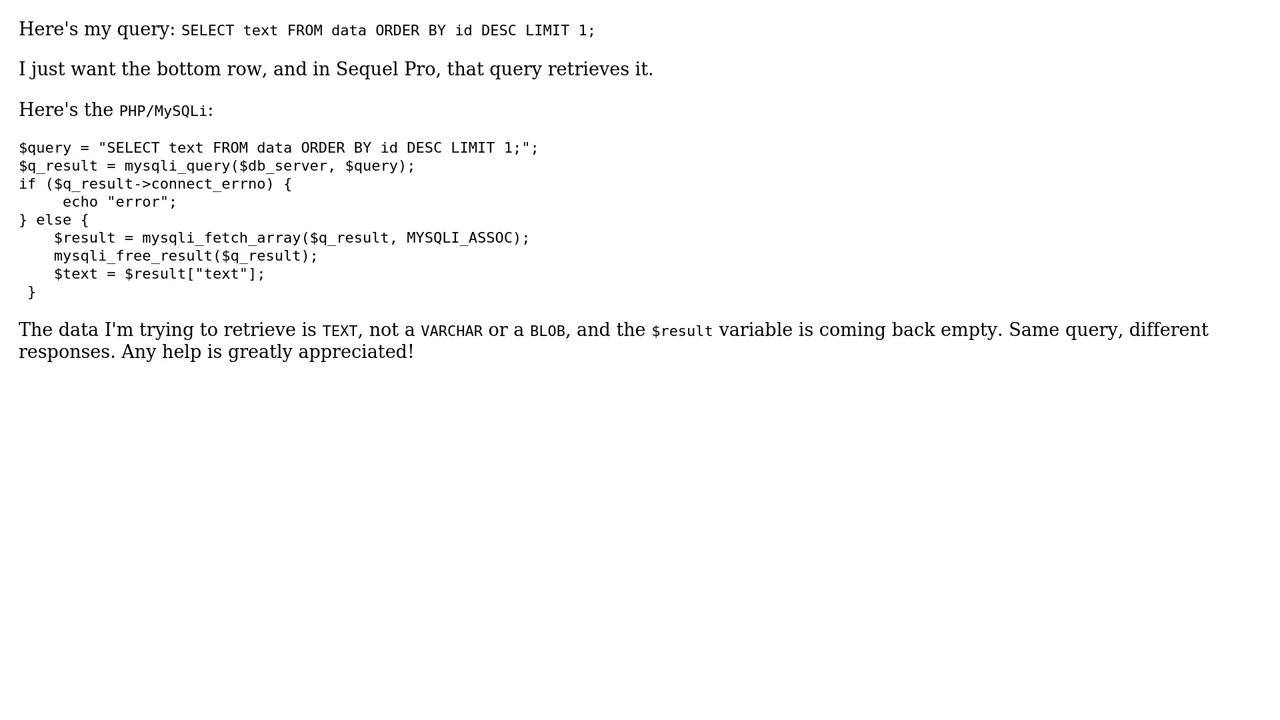 Here's my query: SELECT text FROM data ORDER BY id DESC LIMIT 1;
I just want the bottom row, and in Sequel Pro, that query retrieves it.
Here's the PHP/MySQLi:
$query = "SELECT text FROM data ORDER BY id DESC LIMIT 1;";
$q_result = mysqli_query($db_server, $query);
if ($q_result->connect_errno) {
     echo "error";
} else {
    $result = mysqli_fetch_array($q_result, MYSQLI_ASSOC);
    mysqli_free_result($q_result);
    $text = $result["text"];
 }
The data I'm trying to retrieve is TEXT, not a VARCHAR or a BLOB, and the $result variable is coming back empty. Same query, different
responses. Any help is greatly appreciated!